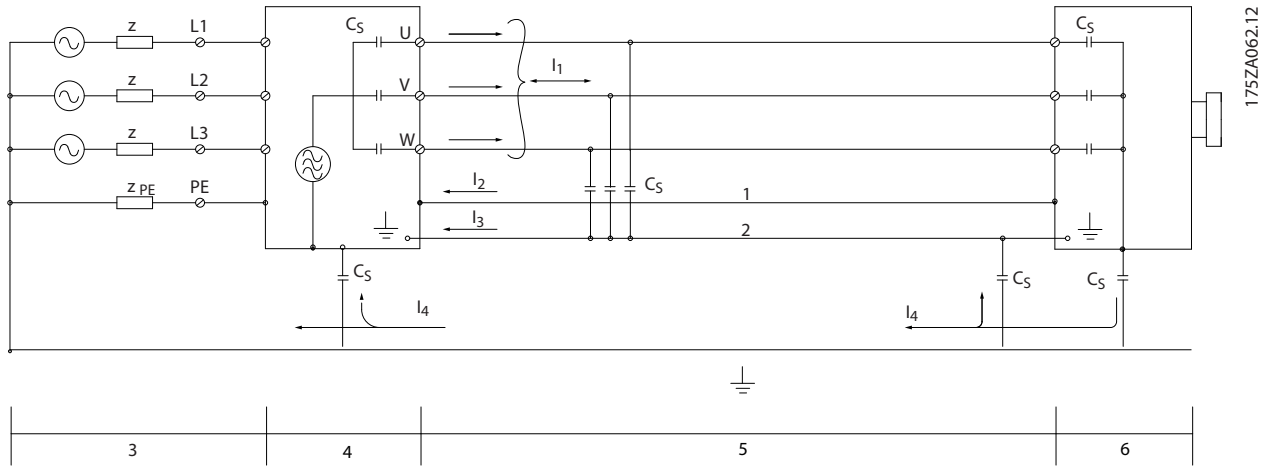 z L1 C_S U C_S
I_1
z L2 V
z L3 W
I_2 C_S 1
z PE PE
I_3 2
C_S C_S C_S
I_4 I_4
3 4 5 6
175ZA062.12